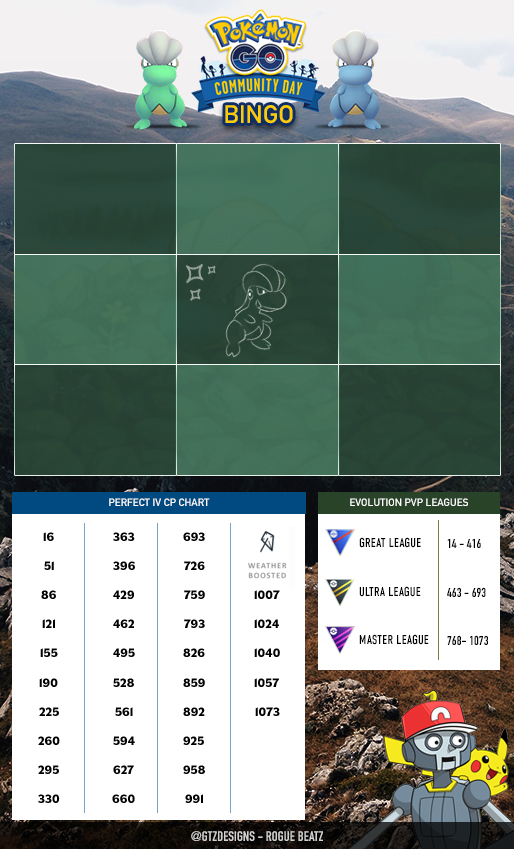 POKéMON
GO
COMMUNITY DAY
BINGO
PERFECT IV CP CHART
16 363 693
51 396 726
WEATHER
BOOSTED
86 429 759 1007
121 462 793 1024
155 495 826 1040
190 528 859 1057
225 561 892 1073
260 594 925
295 627 958
330 660 991
EVOLUTION PVP LEAGUES
GREAT LEAGUE 14 - 416
ULTRA LEAGUE 463 - 693
MASTER LEAGUE 768- 1073
@GTZDESIGNS - ROGUE BEATZ